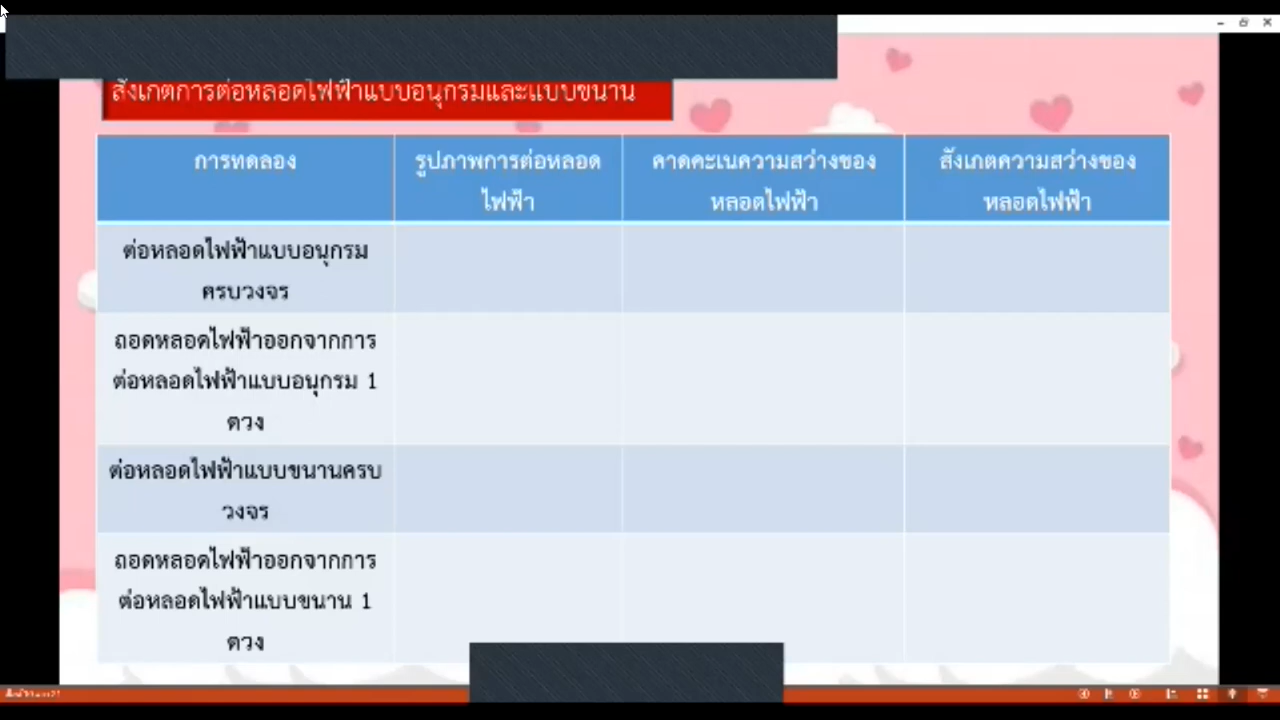 สังเกตการต่อหลอดไฟฟ้าแบบอนุกรมและแบบขนาน
การทดลอง
รูปภาพการต่อหลอด
ไฟฟ้า
คาดคะเนความสว่างของ
หลอดไฟฟ้า
สังเกตความสว่างของ
หลอดไฟฟ้า
ต่อหลอดไฟฟ้าแบบอนุกรม
ครบวงจร
ถอดหลอดไฟฟ้าออกจากการ
ต่อหลอดไฟฟ้าแบบอนุกรม 1
ดวง
ต่อหลอดไฟฟ้าแบบขนานครบ
วงจร
ถอดหลอดไฟฟ้าออกจากการ
ต่อหลอดไฟฟ้าแบบขนาน 1
ดวง